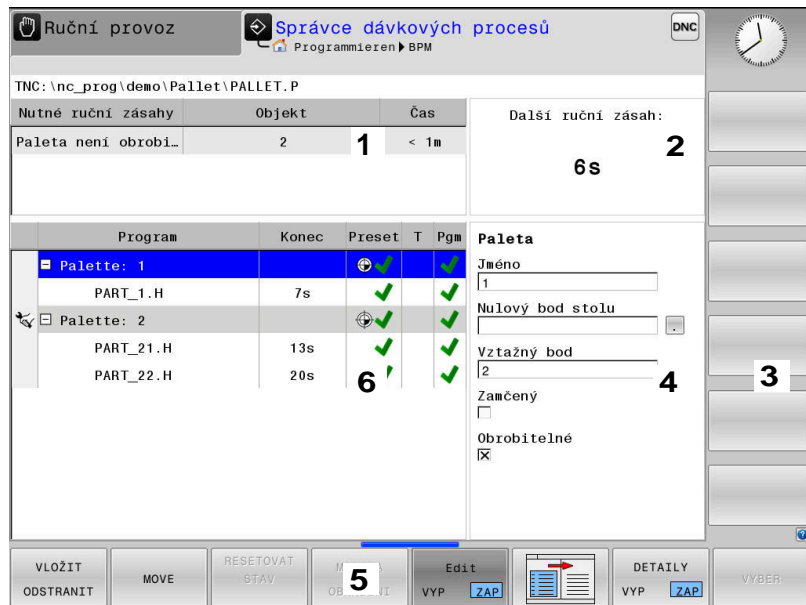 Ruční provoz
Správce dávkových procesů
Programmieren BPM
DNC
TNC:\nc_prog\demo\Pallet\PALLET.P
Nutné ruční zásahy Objekt Čas
Paleta není obrobi… 2 1 < 1m
Další ruční zásah:
2
6s
Program Konec Preset T Pgm
Palette: 1
PART_1.H 7s
Palette: 2
PART_21.H 13s
PART_22.H 20s
6
Paleta
Jméno
1
Nulový bod stolu
.
Vztažný bod
2
4
3
Zamčený
Obrobitelné
VLOŽIT
ODSTRANIT
MOVE
RESETOVAT
STAV
5
Edit
VYP ZAP
DETAILY
VYP ZAP
VÝBĚR